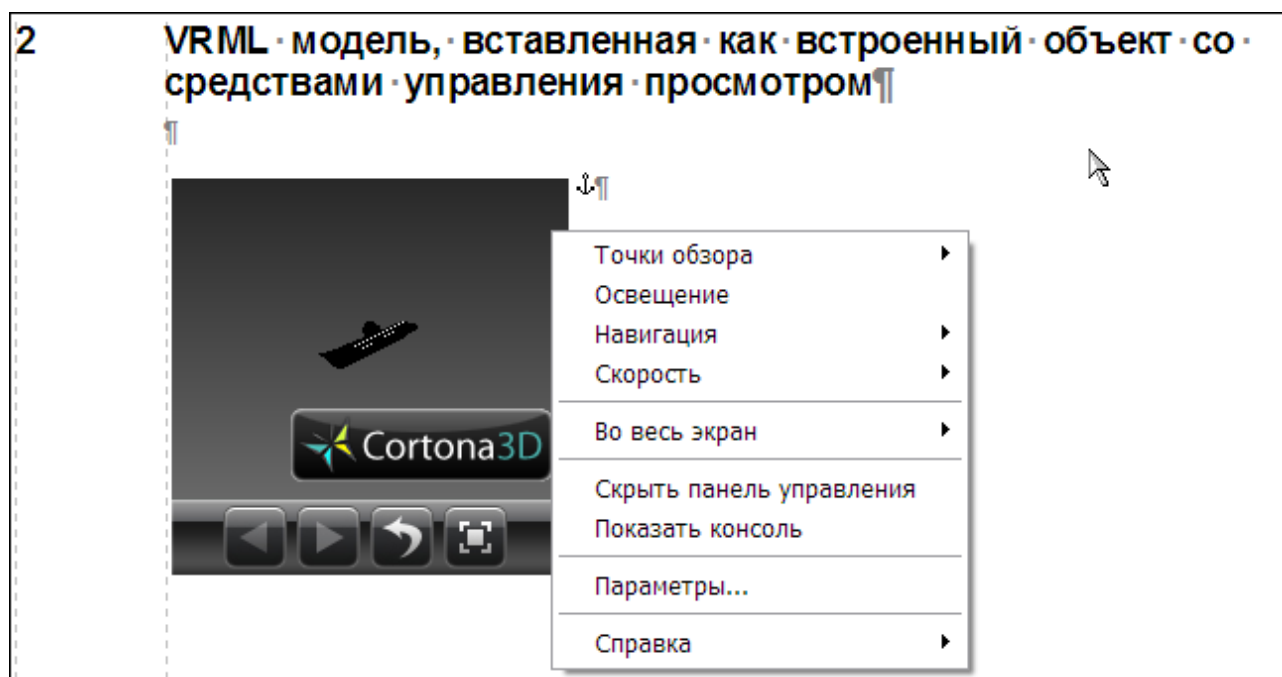 2 VRML модель, вставленная как встроенный объект со
средствами управления просмотром¶
¶
¶
Точки обзора
Освещение
Навигация
Скорость
Во весь экран
Cortona3D
Скрыть панель управления
Показать консоль
Параметры...
Справка